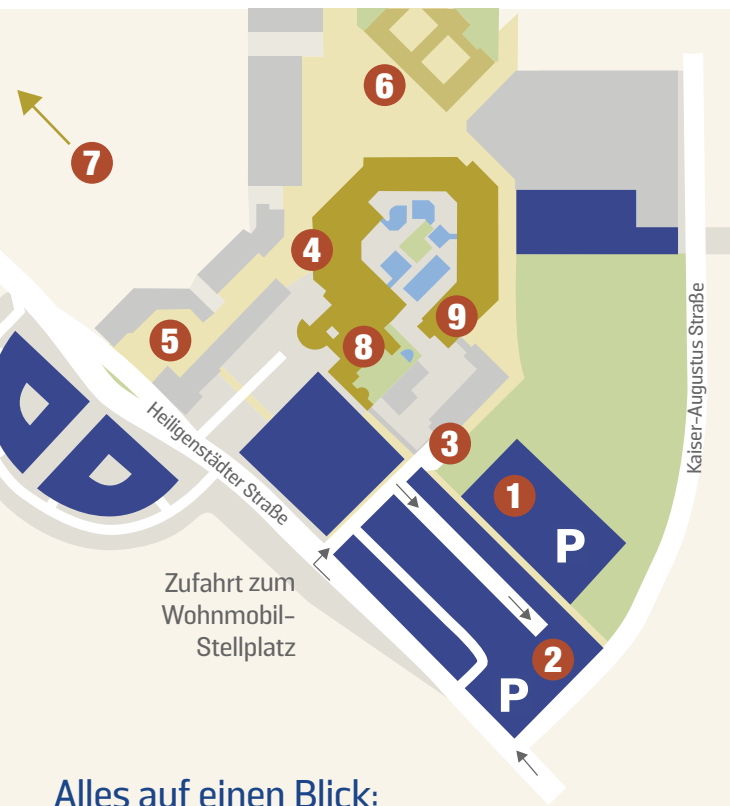 6
7
4
9
5
8
Kaiser-Augustus Straße
Heiligenstädter Straße
3
1
P
Zufahrt zum
Wohnmobil-
Stellplatz
2
P
Alles auf einen Blick: